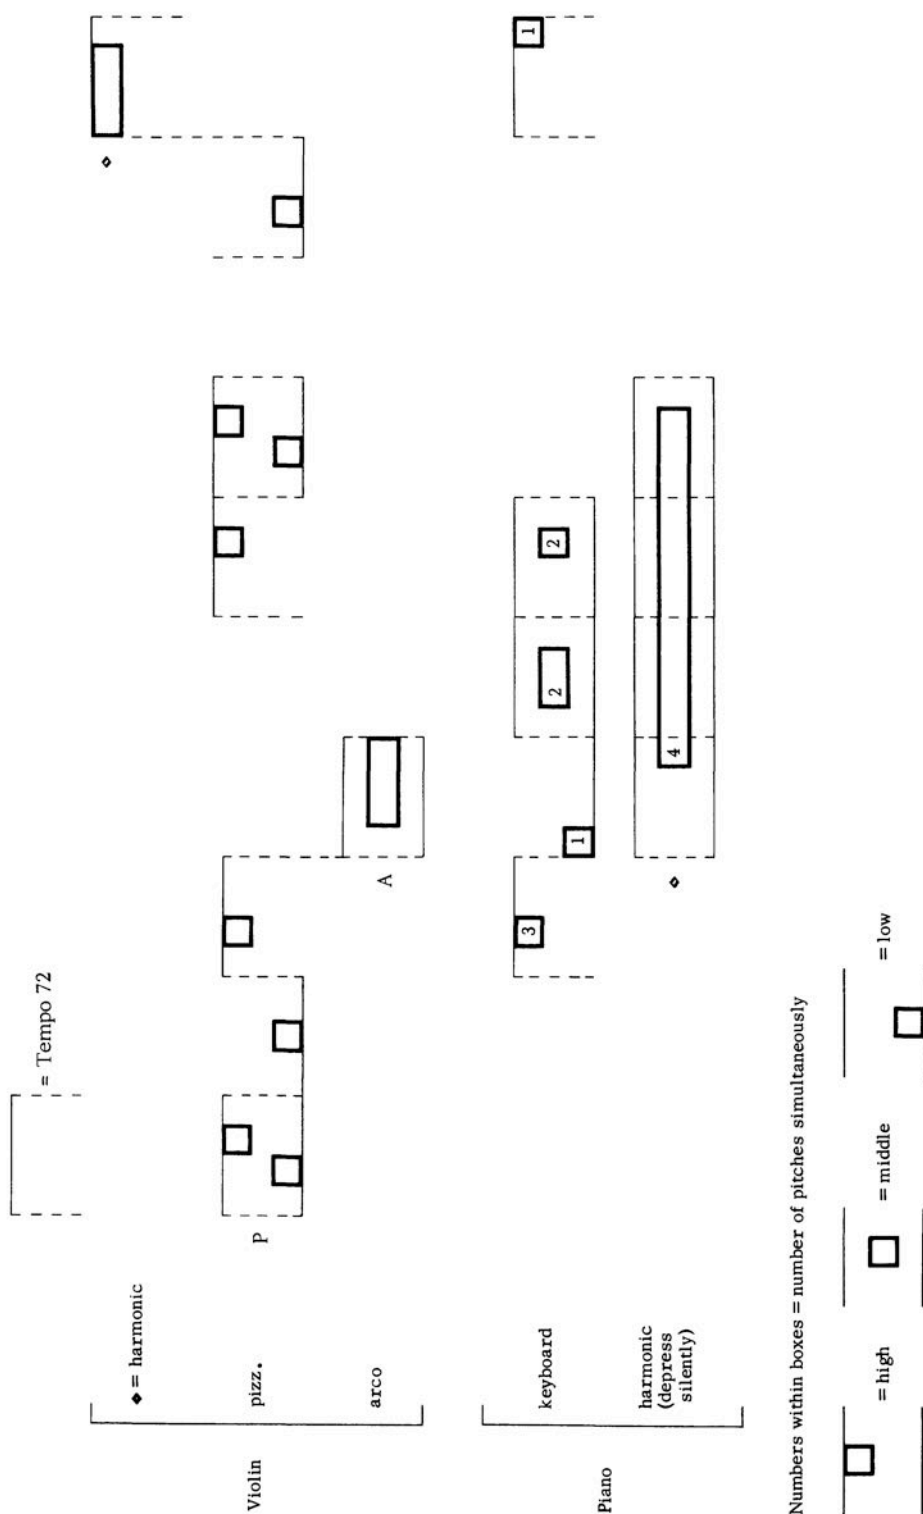 = Tempo 72
◆ = harmonic
Violin
pizz.
P
arco
A
Piano
keyboard
3
1
2
2
1
harmonic
(depress
silently)
4
Numbers within boxes = number of pitches simultaneously
= high
= middle
= low